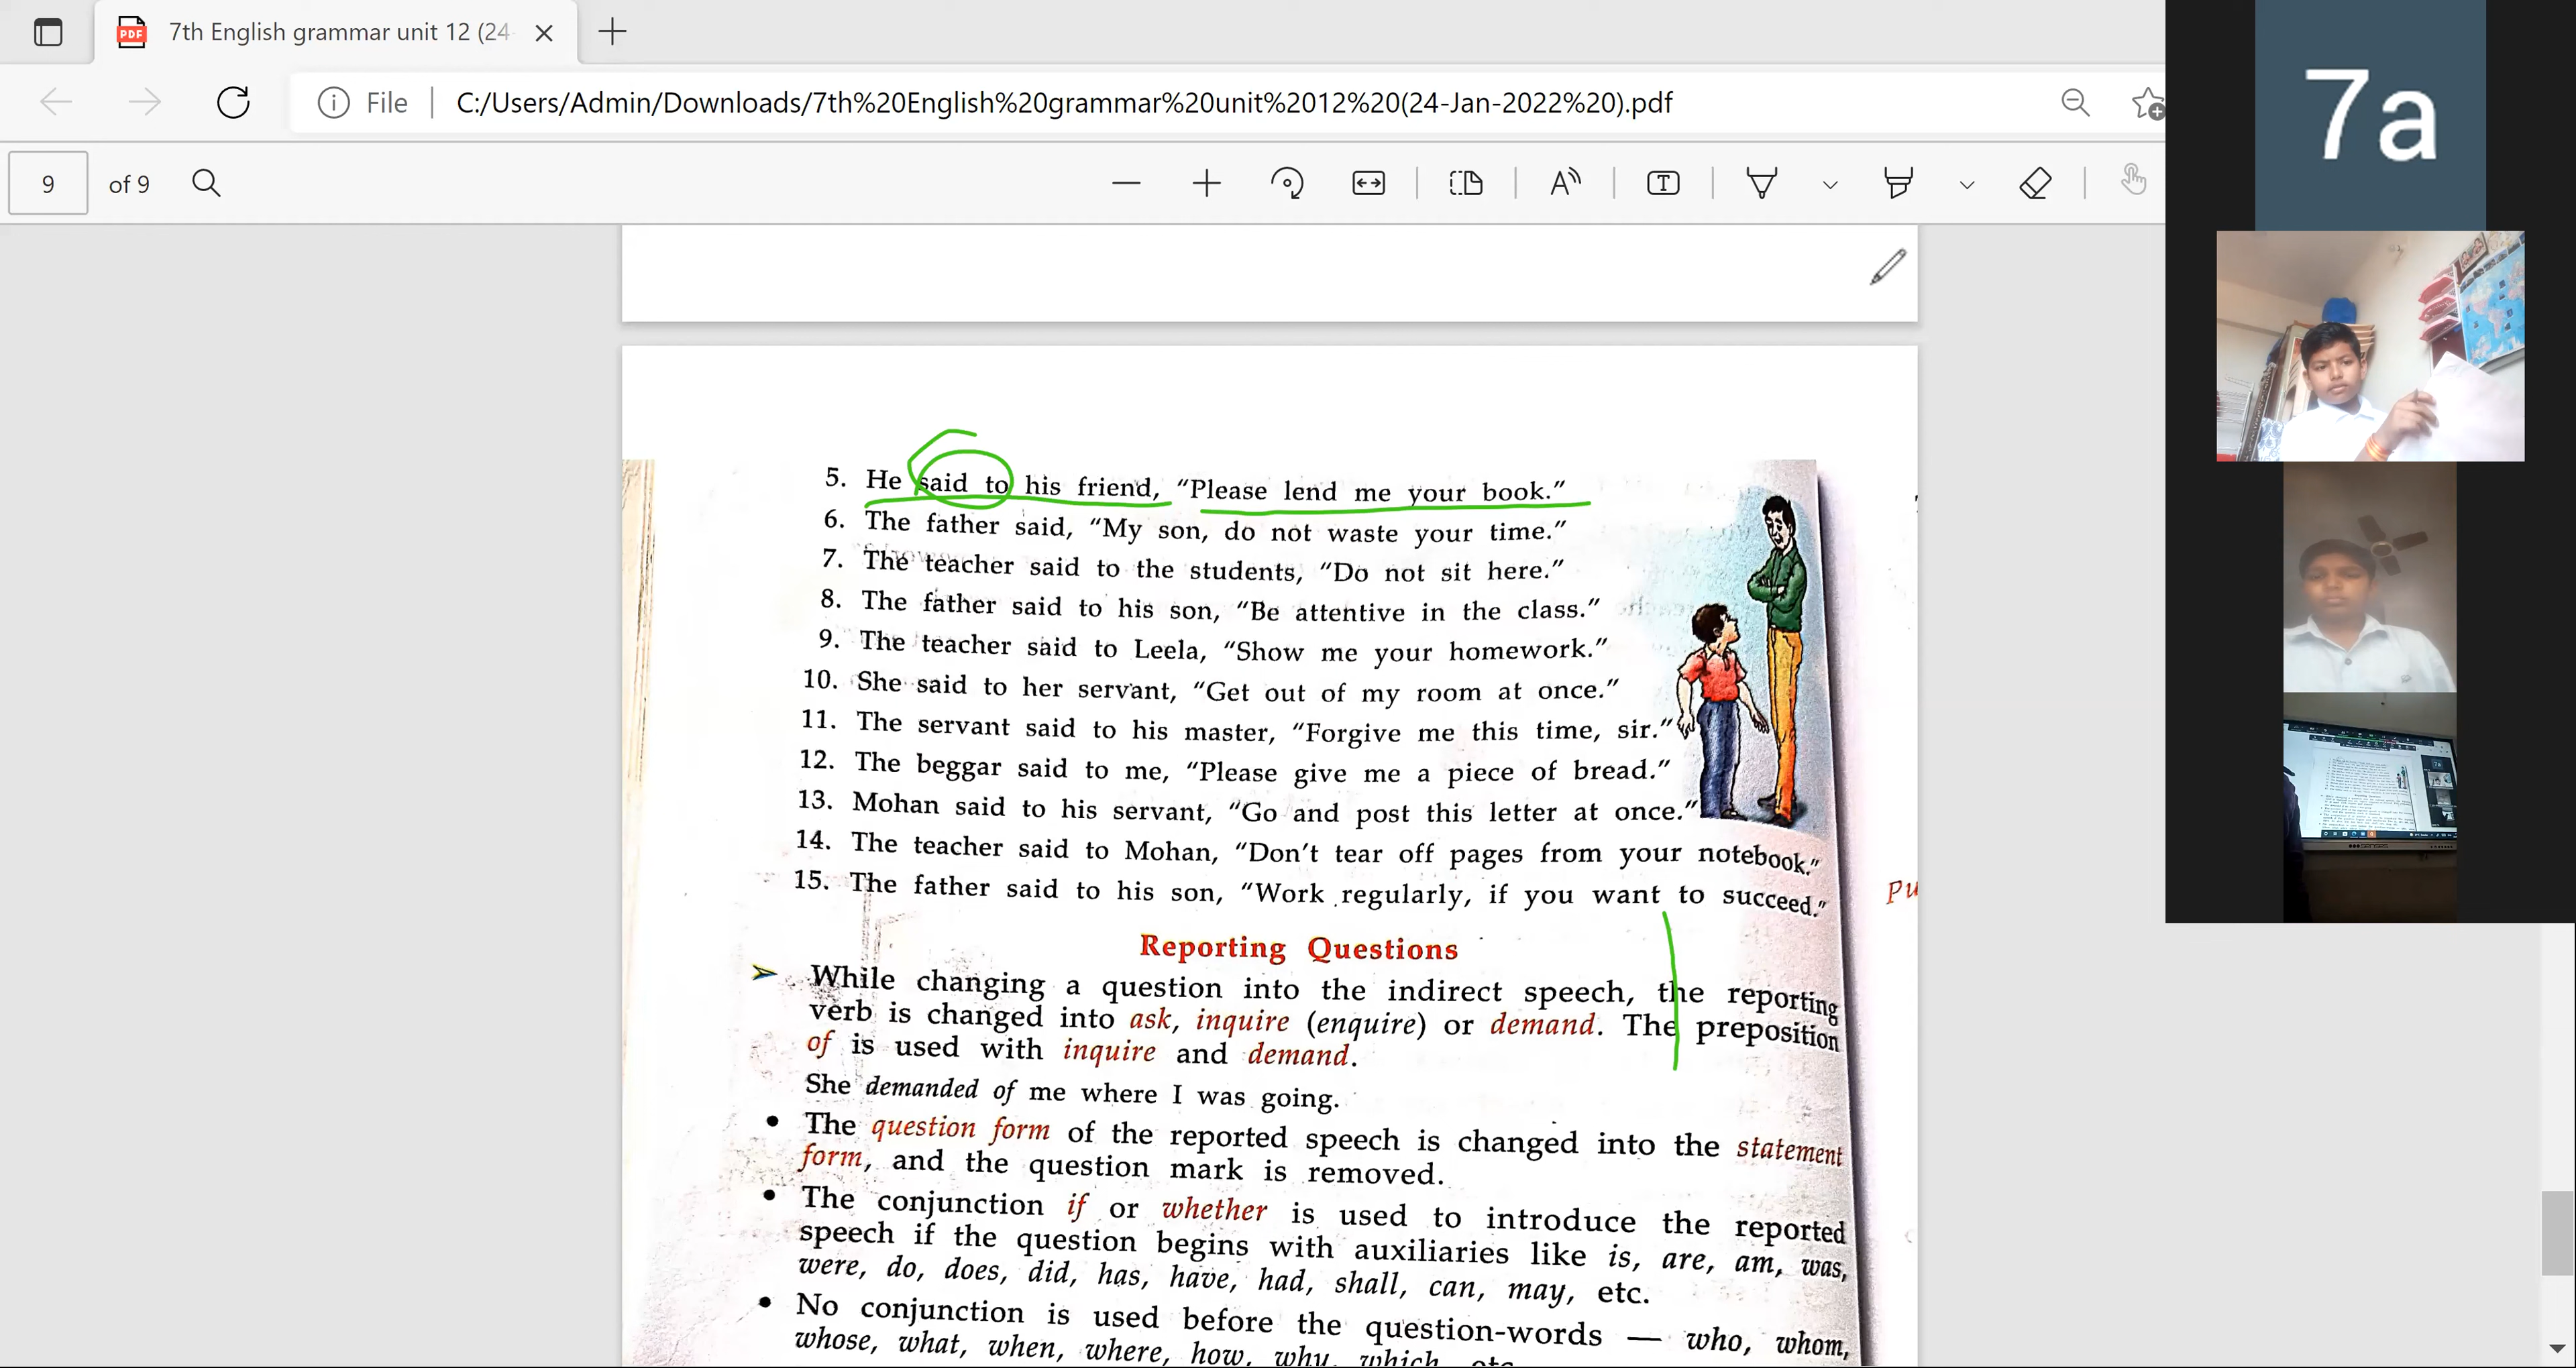 7th English grammar unit 12 (24-
File
C:/Users/Admin/Downloads/7th%20English%20grammar%20unit%2012%20(24-Jan-2022%20).pdf
7a
9 of 9
5. He said to his friend, “Please lend me your book.”
6. The father said, “My son, do not waste your time.”
7. The teacher said to the students, “Do not sit here.”
8. The father said to his son, “Be attentive in the class.”
9. The teacher said to Leela, “Show me your homework.”
10. She said to her servant, “Get out of my room at once.”
11. The servant said to his master, “Forgive me this time, sir.”
12. The beggar said to me, “Please give me a piece of bread.”
13. Mohan said to his servant, “Go and post this letter at once.”
14. The teacher said to Mohan, “Don’t tear off pages from your notebook.”
15. The father said to his son, “Work regularly, if you want to succeed.”
Pu
Reporting Questions
➢ While changing a question into the indirect speech, the reporting
verb is changed into ask, inquire (enquire) or demand. The preposition
of is used with inquire and demand.
She demanded of me where I was going.
• The question form of the reported speech is changed into the statement
form, and the question mark is removed.
• The conjunction if or whether is used to introduce the reported
speech if the question begins with auxiliaries like is, are, am, was,
were, do, does, did, has, have, had, shall, can, may, etc.
• No conjunction is used before the question-words — who, whom,
whose, what, when, where, how, why, which, etc.